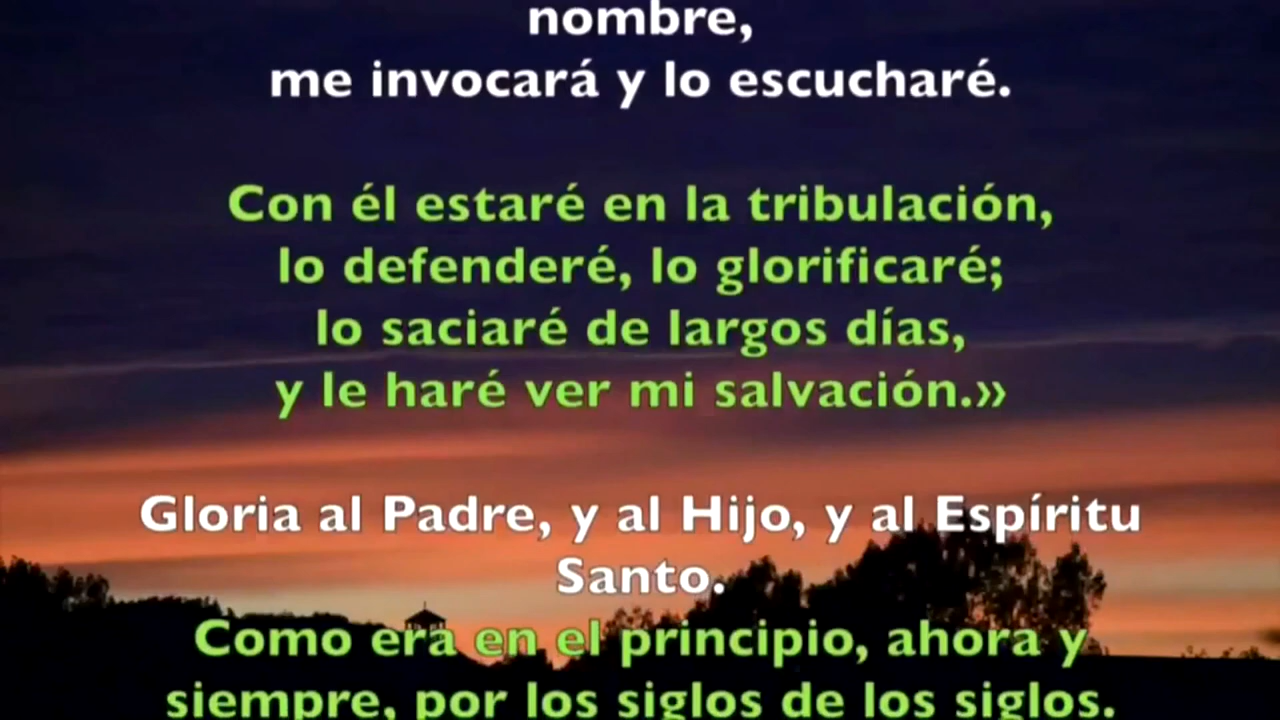 nombre,
me invocará y lo escucharé.
Con él estaré en la tribulación,
lo defenderé, lo glorificaré;
lo saciaré de largos días,
y le haré ver mi salvación.»
Gloria al Padre, y al Hijo, y al Espíritu
Santo.
Como era en el principio, ahora y
siempre, por los siglos de los siglos.